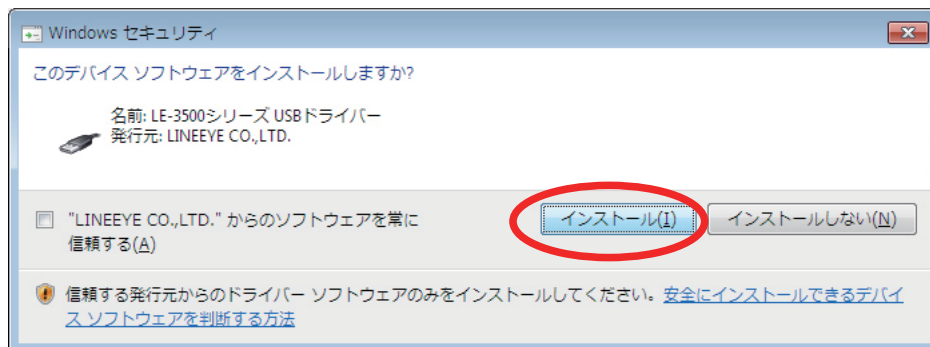 Windows セキュリティ
このデバイス ソフトウェアをインストールしますか?
名前: LE-3500シリーズ USBドライバー
発行元: LINEEYE CO.,LTD.
"LINEEYE CO.,LTD." からのソフトウェアを常に
信頼する(A)
インストール(I)
インストールしない(N)
信頼する発行元からのドライバー ソフトウェアのみをインストールしてください。安全にインストールできるデバイ
ス ソフトウェアを判断する方法